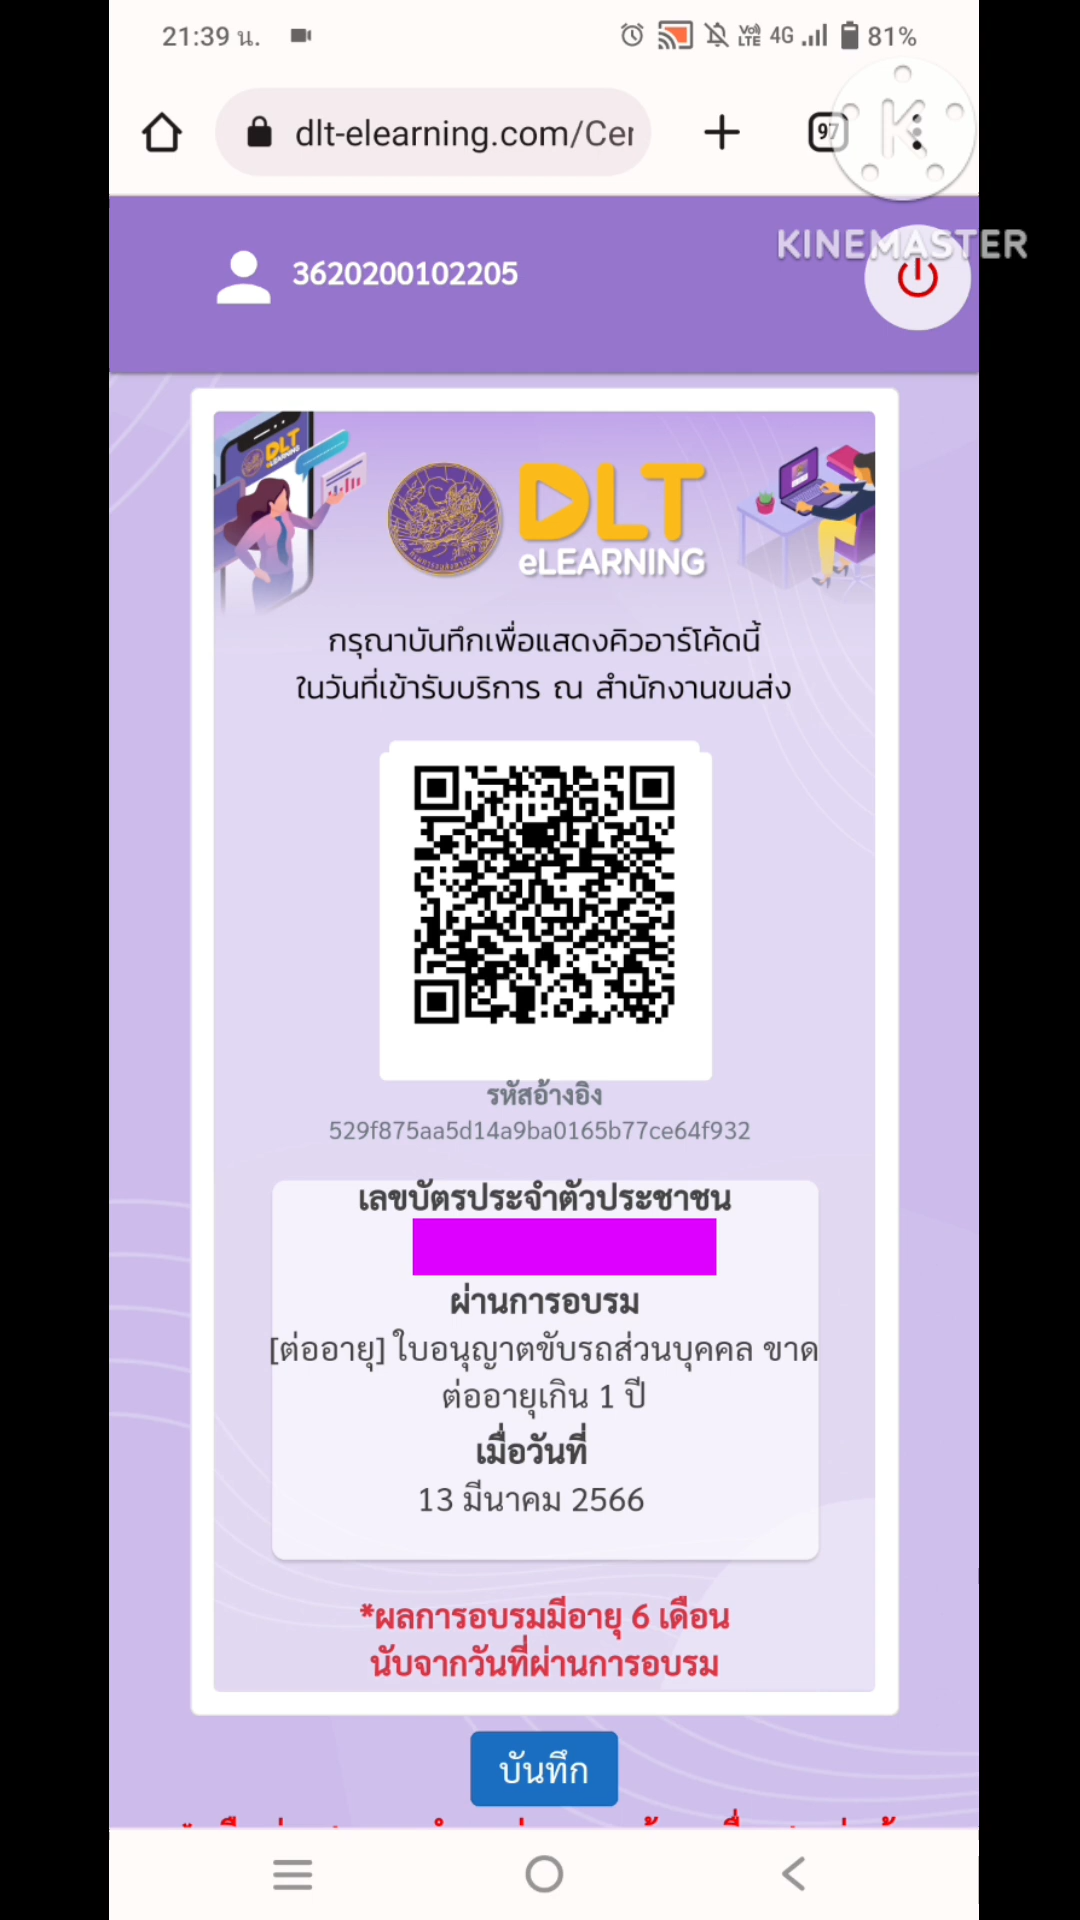 21:39 น.
4G 81%
dlt-elearning.com/Cer
97
KINEMASTER
3620200102205
DLT
eLEARNING
DLT
eLEARNING
กรุณาบันทึกเพื่อแสดงคิวอาร์โค้ดนี้
ในวันที่เข้ารับบริการ ณ สำนักงานขนส่ง
รหัสอ้างอิง
529f875aa5d14a9ba0165b77ce64f932
เลขบัตรประจำตัวประชาชน
ผ่านการอบรม
[ต่ออายุ] ใบอนุญาตขับรถส่วนบุคคล ขาด
ต่ออายุเกิน 1 ปี
เมื่อวันที่
13 มีนาคม 2566
*ผลการอบรมมีอายุ 6 เดือน
นับจากวันที่ผ่านการอบรม
บันทึก